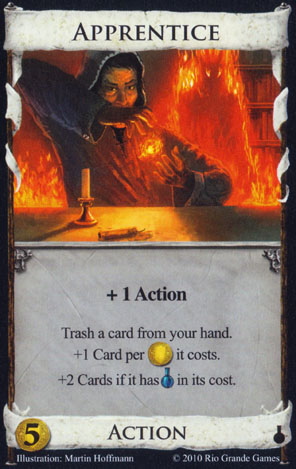 APPRENTICE
+ 1 Action
Trash a card from your hand.
+1 Card per it costs.
+2 Cards if it has in its cost.
5 ACTION
Illustration: Martin Hoffmann © 2010 Rio Grande Games